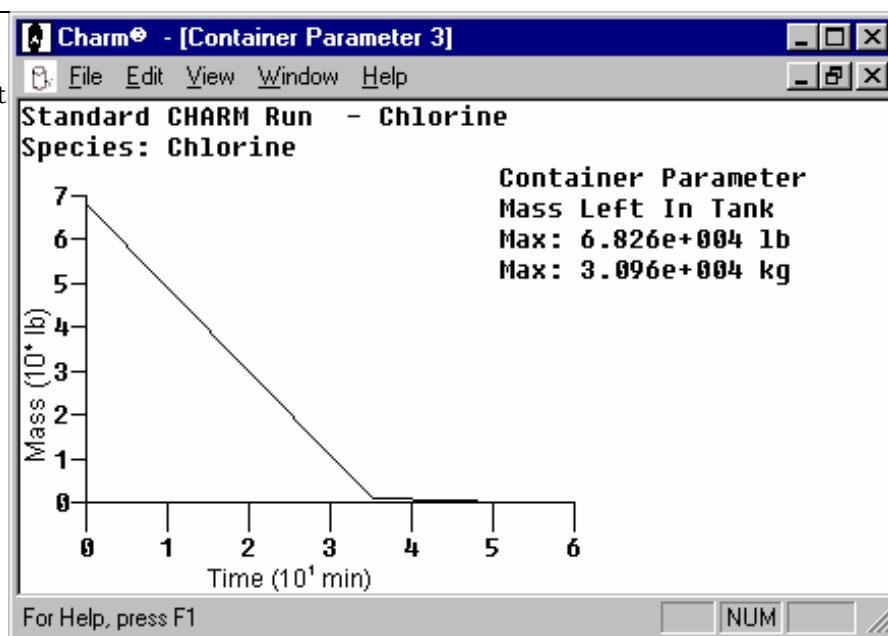 Charm® - [Container Parameter 3]
File Edit View Window Help
t
Standard CHARM Run - Chlorine
Species: Chlorine
Container Parameter
Mass Left In Tank
Max: 6.826e+004 lb
Max: 3.096e+004 kg
7
6
5
4
3
2
1
0
Mass (10⁴ lb)
0 1 2 3 4 5 6
Time (10¹ min)
For Help, press F1
NUM